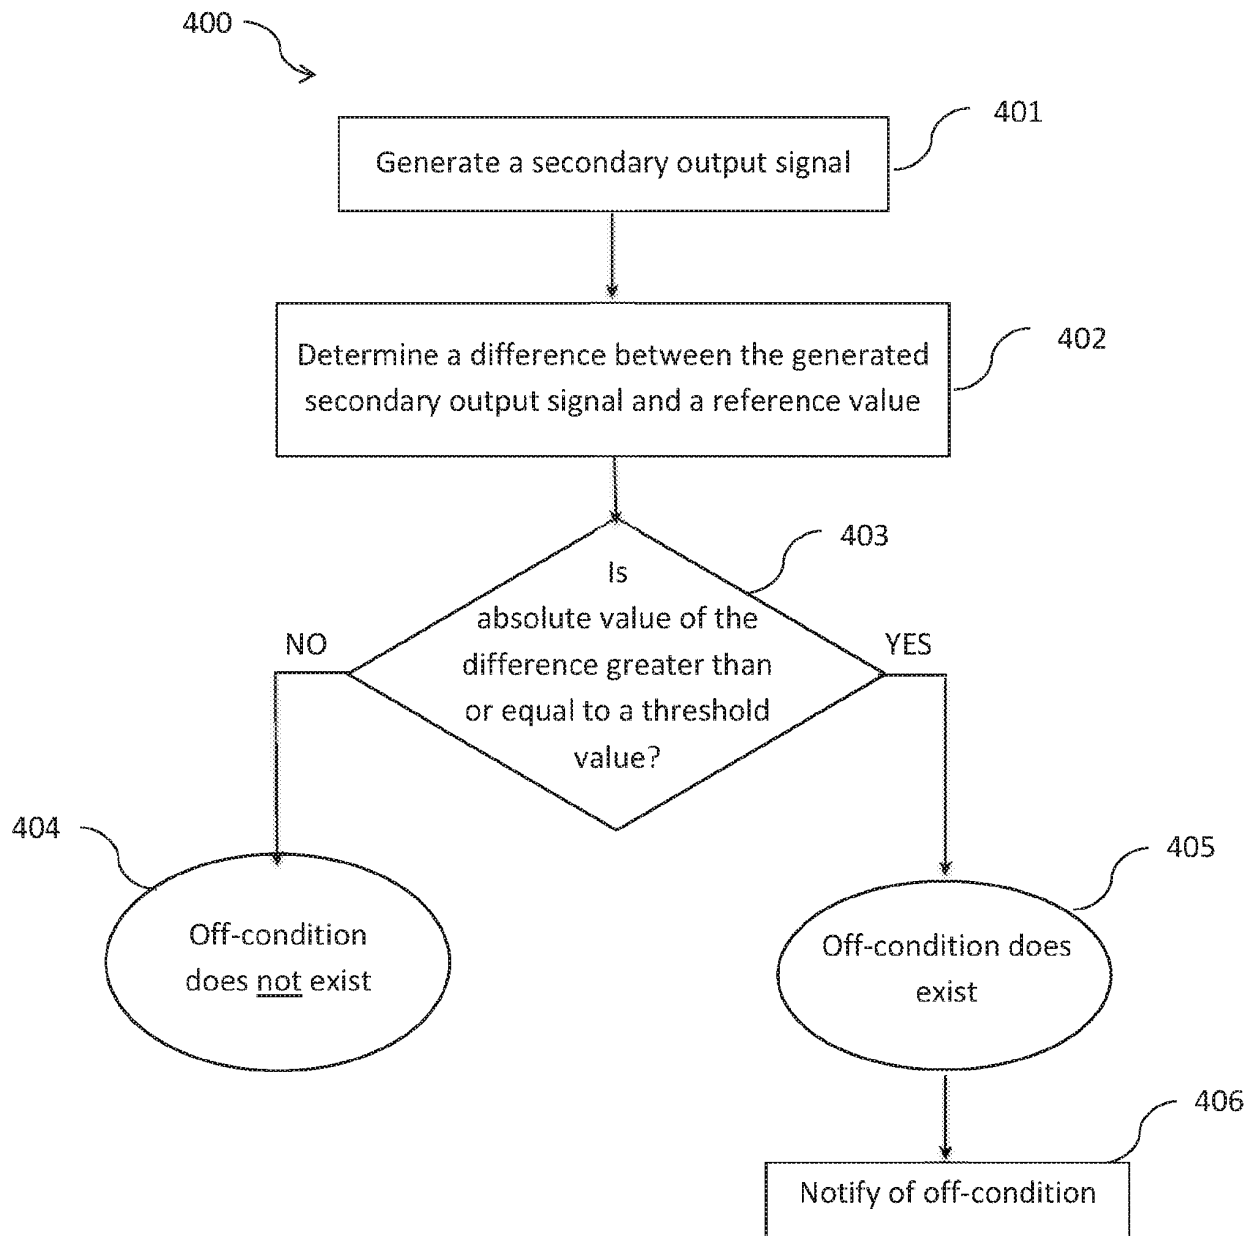 400
401
Generate a secondary output signal
402
Determine a difference between the generated
secondary output signal and a reference value
403
Is
absolute value of the
difference greater than
or equal to a threshold
value?
NO
YES
404
Off-condition
does not exist
405
Off-condition does
exist
406
Notify of off-condition